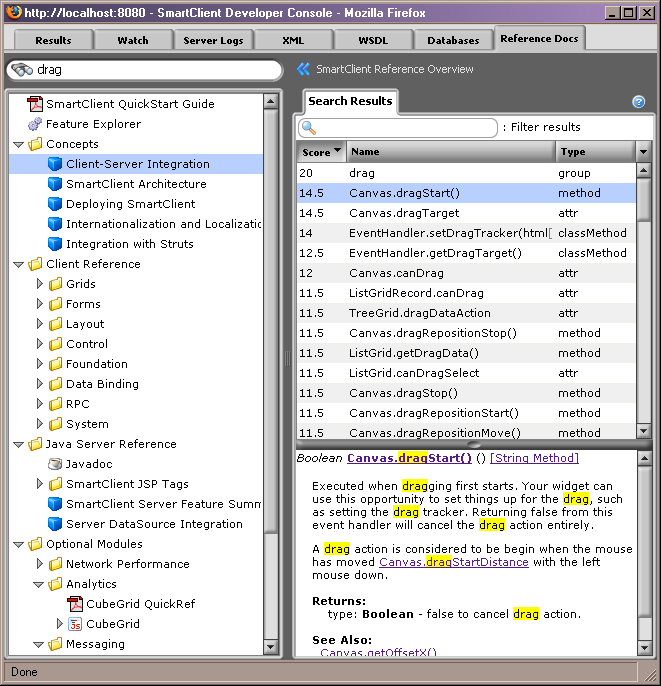 http://localhost:8080 - SmartClient Developer Console - Mozilla Firefox
Results Watch Server Logs XML WSDL Databases Reference Docs
drag
SmartClient QuickStart Guide
Feature Explorer
Concepts
Client-Server Integration
SmartClient Architecture
Deploying SmartClient
Internationalization and Localizatio
Integration with Struts
Client Reference
Grids
Forms
Layout
Control
Foundation
Data Binding
RPC
System
Java Server Reference
Javadoc
SmartClient JSP Tags
SmartClient Server Feature Summ
Server DataSource Integration
Optional Modules
Network Performance
Analytics
CubeGrid QuickRef
CubeGrid
Messaging
SmartClient Reference Overview
Search Results
?
: Filter results
Score Name Type
20 drag group
14.5 Canvas.dragStart() method
14.5 Canvas.dragTarget attr
14 EventHandler.setDragTracker(html[ classMethod
12.5 EventHandler.getDragTarget() classMethod
12 Canvas.canDrag attr
11.5 ListGridRecord.canDrag attr
11.5 TreeGrid.dragDataAction attr
11.5 Canvas.dragRepositionStop() method
11.5 ListGrid.getDragData() method
11.5 ListGrid.canDragSelect attr
11.5 Canvas.dragStop() method
11.5 Canvas.dragRepositionStart() method
11.5 Canvas.dragRepositionMove() method
Boolean Canvas.dragStart() () [String Method]
Executed when dragging first starts. Your widget can
use this opportunity to set things up for the drag, such
as setting the drag tracker. Returning false from this
event handler will cancel the drag action entirely.
A drag action is considered to be begin when the mouse
has moved Canvas.dragStartDistance with the left
mouse down.
Returns:
type: Boolean - false to cancel drag action.
See Also:
Canvas.getOffsetX()
Done